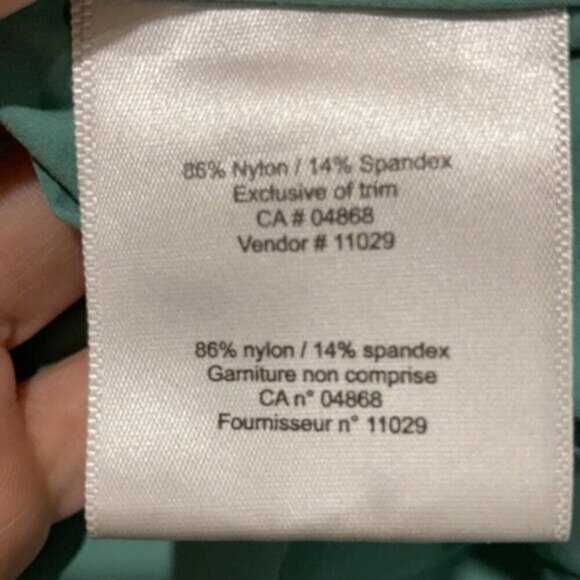 86% Nylon / 14% Spandex
Exclusive of trim
CA # 04868
Vendor # 11029
86% nylon / 14% spandex
Garniture non comprise
CA n° 04868
Fournisseur n° 11029